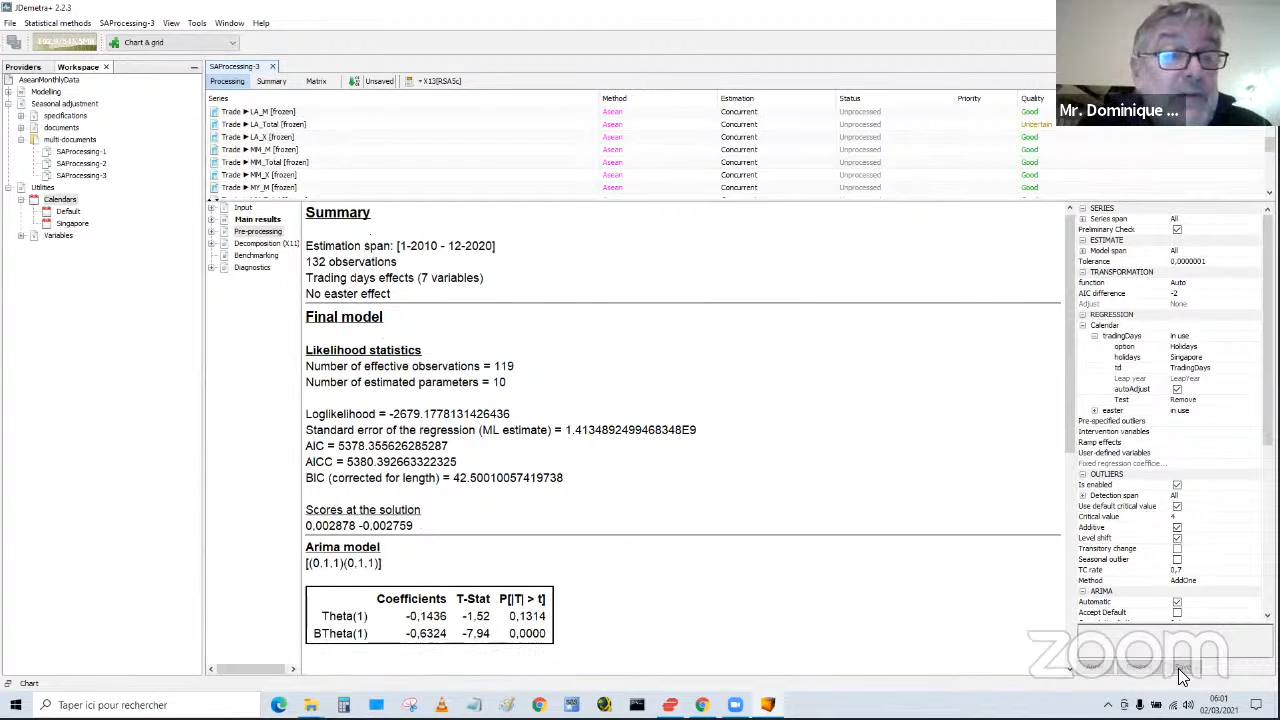 JDemetra+ 2.2.3
File Statistical methods SAProcessing-3 View Tools Window Help
Chart & grid
Providers Workspace
SAProcessing-3
AseanMonthlyData
Modelling
Seasonal adjustment
specifications
documents
multi-documents
SAProcessing-1
SAProcessing-2
SAProcessing-3
Utilities
Calendars
Default
Singapore
Variables
Processing Summary Matrix Unsaved X13[RSA5c]
Series Method Estimation Status Priority Quality
Trade ►LA_M [frozen] Asean Concurrent Unprocessed Good
Trade ►LA_Total [frozen] Asean Concurrent Unprocessed Uncertain
Trade ►LA_X [frozen] Asean Concurrent Unprocessed Good
Trade ►MM_M [frozen] Asean Concurrent Unprocessed Good
Trade ►MM_Total [frozen] Asean Concurrent Unprocessed Good
Trade ►MM_X [frozen] Asean Concurrent Unprocessed Good
Trade ►MY_M [frozen] Asean Concurrent Unprocessed Good
Mr. Dominique ...
Input
Main results
Pre-processing
Decomposition (X11)
Benchmarking
Diagnostics
Summary
Estimation span: [1-2010 - 12-2020]
132 observations
Trading days effects (7 variables)
No easter effect
Final model
Likelihood statistics
Number of effective observations = 119
Number of estimated parameters = 10
Loglikelihood = -2679.1778131426436
Standard error of the regression (ML estimate) = 1.4134892499468348E9
AIC = 5378.355626285287
AICC = 5380.392663322325
BIC (corrected for length) = 42.50010057419738
Scores at the solution
0,002878 -0,002759
Arima model
[(0,1,1)(0,1,1)]
Coefficients T-Stat P[|T| > t]
Theta(1) -0,1436 -1,52 0,1314
BTheta(1) -0,6324 -7,94 0,0000
SERIES
Series span All
Preliminary Check
ESTIMATE
Model span All
Tolerance 0,0000001
TRANSFORMATION
function Auto
AIC difference -2
Adjust None
REGRESSION
Calendar
tradingDays in use
option Holidays
holidays Singapore
td TradingDays
Leap year LeapYear
autoAdjust
Test Remove
easter in use
Pre-specified outliers
Intervention variables
Ramp effects
User-defined variables
Fixed regression coefficie...
OUTLIERS
Is enabled
Detection span All
Use default critical value
Critical value 4
Additive
Level shift
Transitory change
Seasonal outlier
TC rate 0,7
Method AddOne
ARIMA
Automatic
Accept Default
zoom
Chart
Taper ici pour rechercher
06:01
02/03/2021